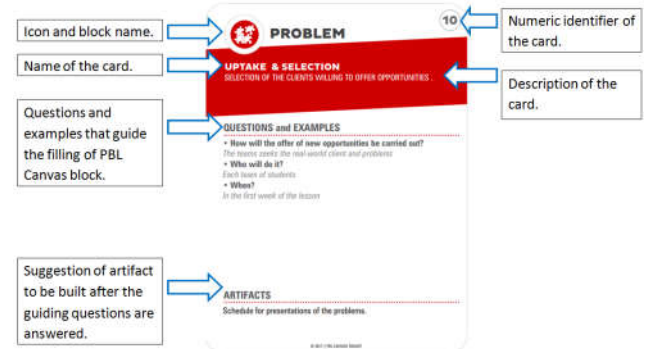 Icon and block name.
Name of the card.
Questions and
examples that guide
the filling of PBL
Canvas block.
Suggestion of artifact
to be built after the
guiding questions are
answered.
PROBLEM
10
UPTAKE & SELECTION
SELECTION OF THE CLIENTS WILLING TO OFFER OPPORTUNITIES .
QUESTIONS and EXAMPLES
• How will the offer of new opportunities be carried out?
The teams seeks the real-world client and problems
• Who will do it?
Each team of students
• When?
In the first week of the lesson
ARTIFACTS
Schedule for presentations of the problems.
Numeric identifier of
the card.
Description of the
card.